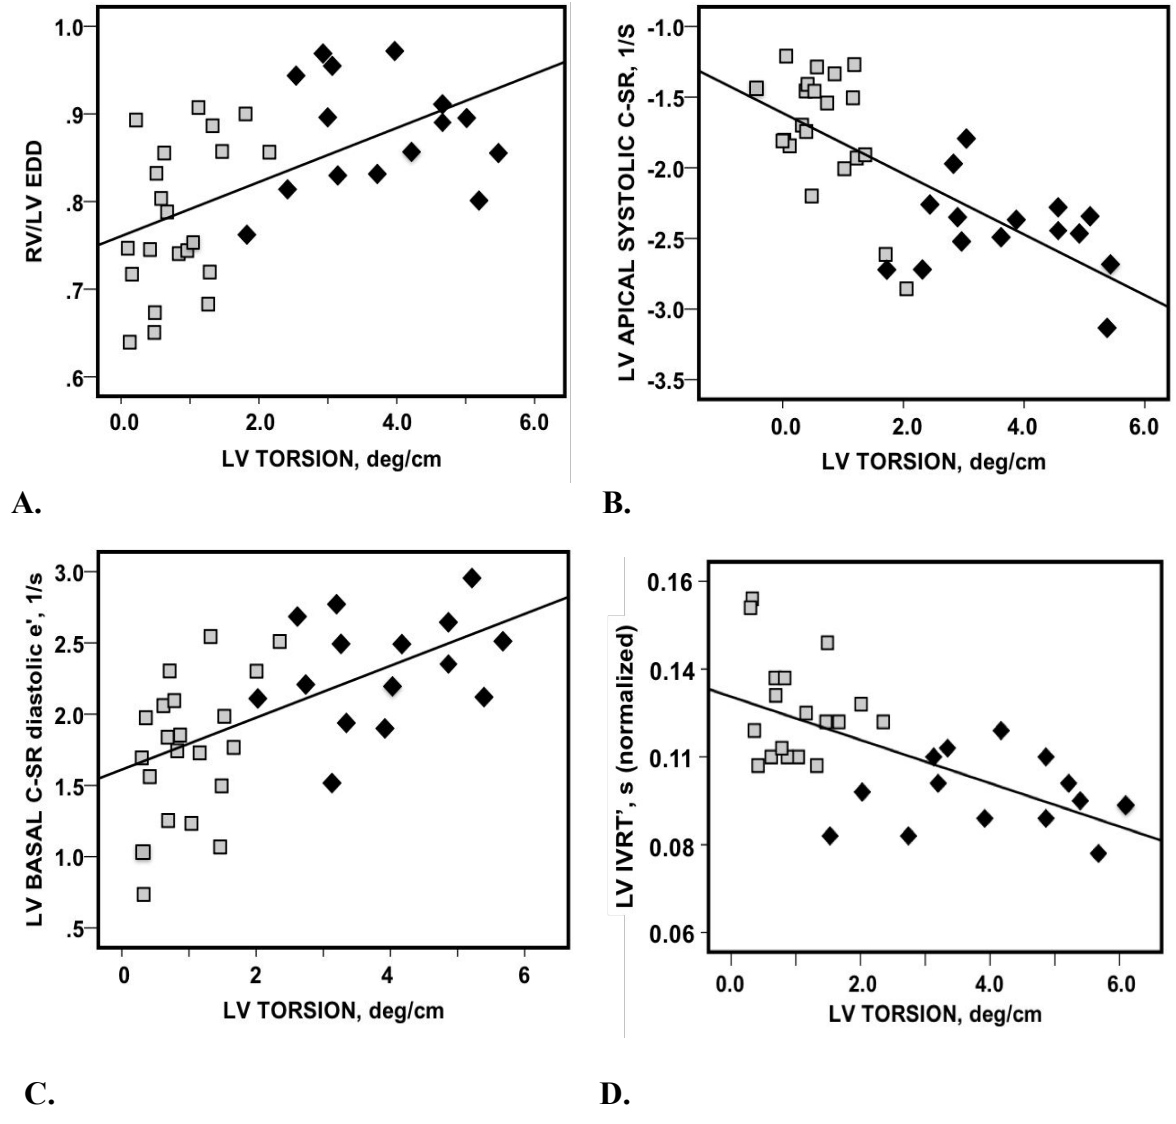 RV/LV EDD
1.0
.9
.8
.7
.6
0.0 2.0 4.0 6.0
LV TORSION, deg/cm
A.
LV APICAL SYSTOLIC C-SR, 1/S
-1.0
-1.5
-2.0
-2.5
-3.0
-3.5
0.0 2.0 4.0 6.0
LV TORSION, deg/cm
B.
LV BASAL C-SR diastolic e', 1/s
3.0
2.5
2.0
1.5
1.0
.5
0 2 4 6
LV TORSION, deg/cm
C.
LV IVRT’, s (normalized)
0.16
0.14
0.11
0.08
0.06
0.0 2.0 4.0 6.0
LV TORSION, deg/cm
D.